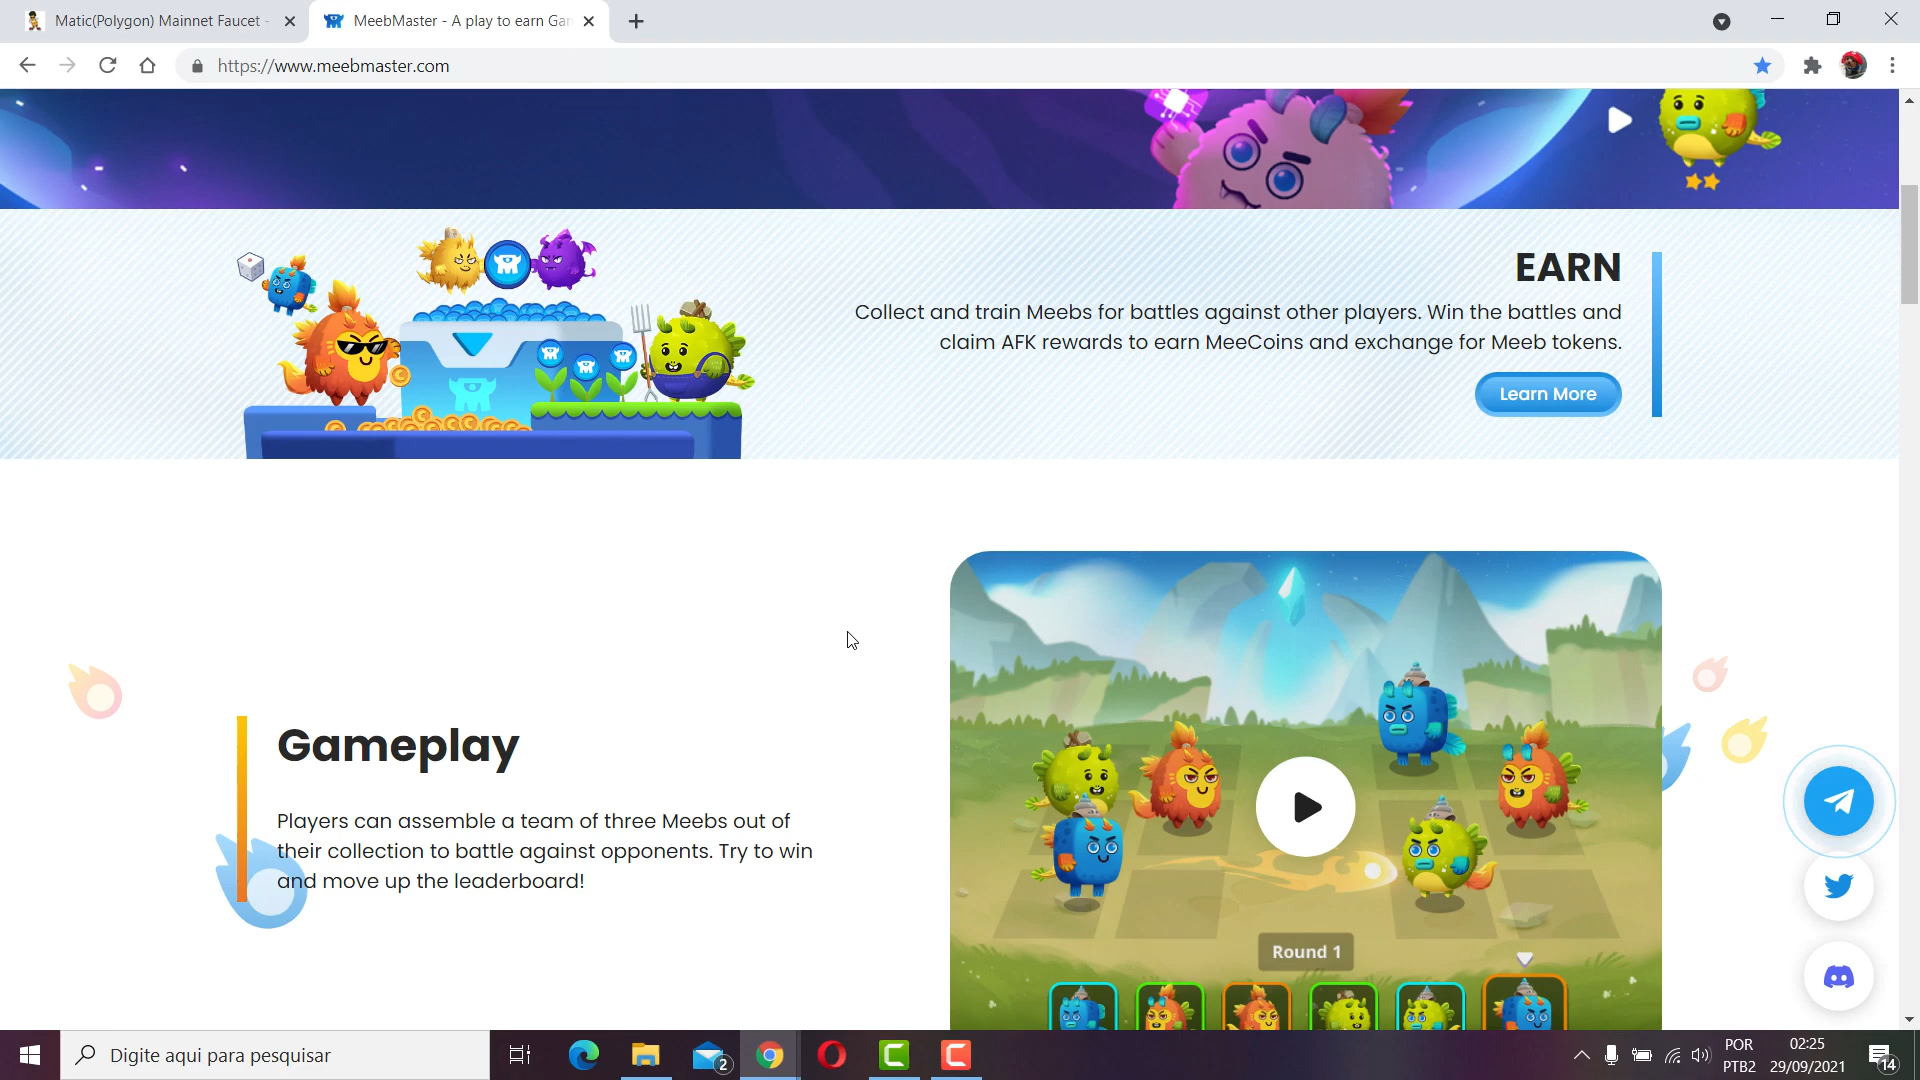 Matic(Polygon) Mainnet Faucet -
MeebMaster - A play to earn Gam
https://www.meebmaster.com
EARN
Collect and train Meebs for battles against other players. Win the battles and
claim AFK rewards to earn MeeCoins and exchange for Meeb tokens.
Learn More
Gameplay
Players can assemble a team of three Meebs out of
their collection to battle against opponents. Try to win
and move up the leaderboard!
Round 1
Digite aqui para pesquisar
2
POR
PTB2
02:25
29/09/2021
14